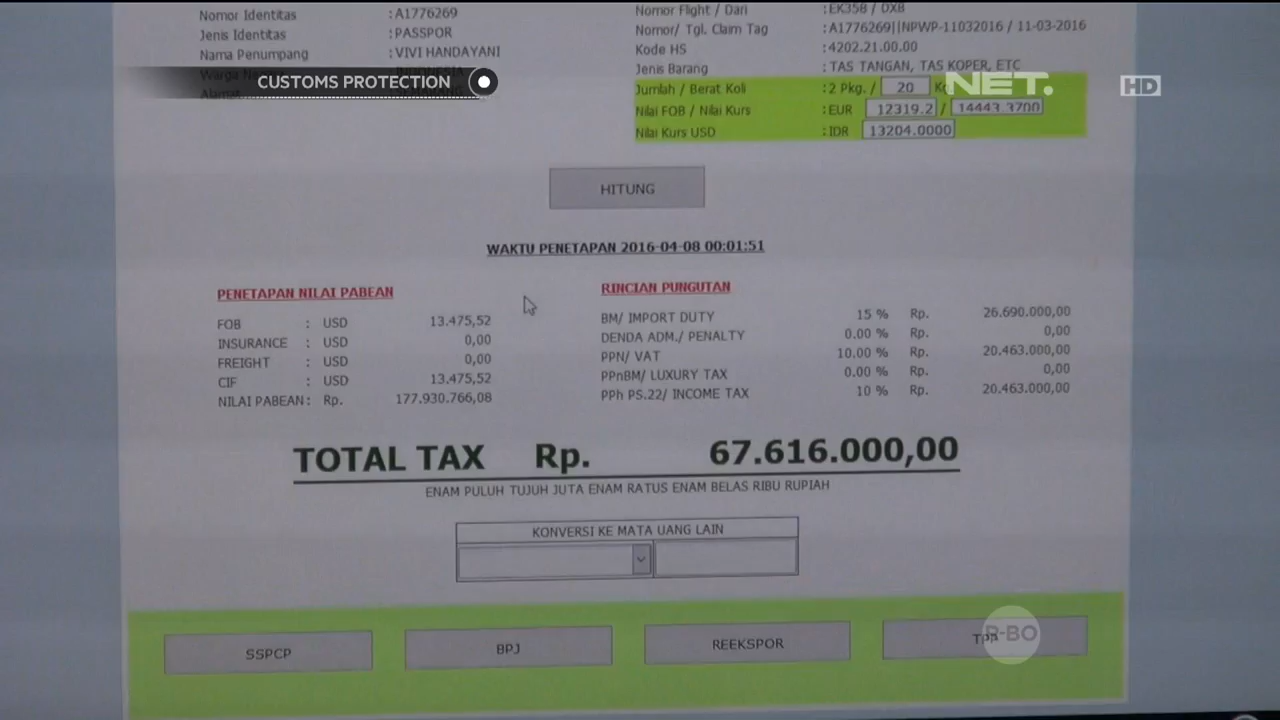 Nomor Identitas : A1776269
Jenis Identitas : PASSPOR
Nama Penumpang : VIVI HANDAYANI
Nomor Flight / Dari : EK358 / DXB
Nomor/ Tgl. Claim Tag : A1776269||NPWP-11032016 / 11-03-2016
Kode HS : 4202.21.00.00
Jenis Barang : TAS TANGAN, TAS KOPER, ETC
Jumlah / Berat Koli : 2 Pkg. / 20
Nilai FOB / Nilai Kurs : EUR 12319.2 / 14443.3700
Nilai Kurs USD : IDR 13204.0000
CUSTOMS PROTECTION
NET.
HD
HITUNG
WAKTU PENETAPAN 2016-04-08 00:01:51
PENETAPAN NILAI PABEAN
FOB : USD 13.475,52
INSURANCE : USD 0,00
FREIGHT : USD 0,00
CIF : USD 13.475,52
NILAI PABEAN : Rp. 177.930.766,08
RINCIAN PUNGUTAN
BM/ IMPORT DUTY 15 % Rp. 26.690.000,00
DENDA ADM./ PENALTY 0.00 % Rp. 0,00
PPN/ VAT 10.00 % Rp. 20.463.000,00
PPnBM/ LUXURY TAX 0.00 % Rp. 0,00
PPh PS.22/ INCOME TAX 10 % Rp. 20.463.000,00
TOTAL TAX Rp. 67.616.000,00
ENAM PULUH TUJUH JUTA ENAM RATUS ENAM BELAS RIBU RUPIAH
KONVERSI KE MATA UANG LAIN
SSPCP
BPJ
REEKSPOR
R-BO